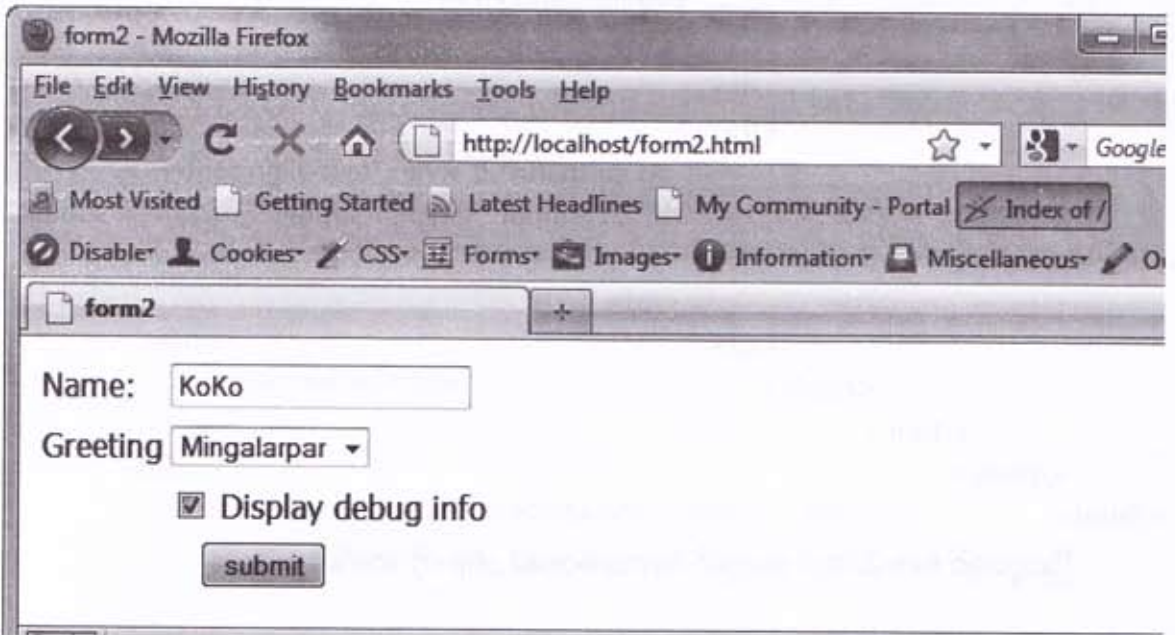 form2 - Mozilla Firefox
File Edit View History Bookmarks Tools Help
http://localhost/form2.html Google
Most Visited Getting Started Latest Headlines My Community - Portal Index of /
Disable Cookies CSS Forms Images Information Miscellaneous
form2
Name: KoKo
Greeting Mingalarpar
Display debug info
submit